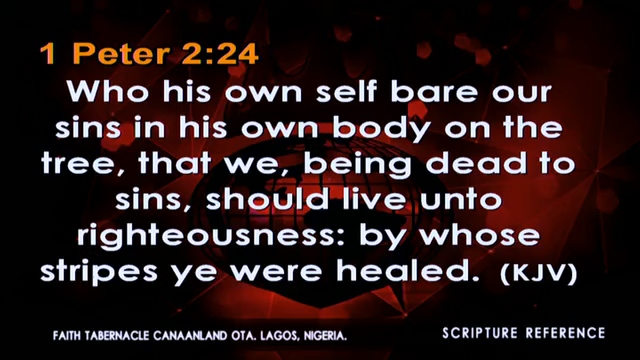 1 Peter 2:24
Who his own self bare our
sins in his own body on the
tree, that we, being dead to
sins, should live unto
righteousness: by whose
stripes ye were healed. (KJV)
FAITH TABERNACLE CANAANLAND OTA. LAGOS, NIGERIA.
SCRIPTURE REFERENCE